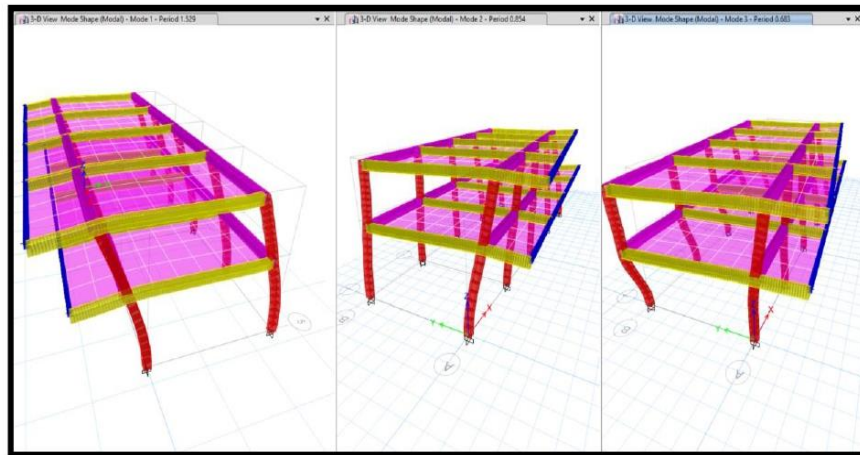 3-D View Mode Shape (Modal) - Mode 1 - Period 1.529
3-D View Mode Shape (Modal) - Mode 2 - Period 0.854
3-D View Mode Shape (Modal) - Mode 3 - Period 0.683
Y
X
A
Y
X
A